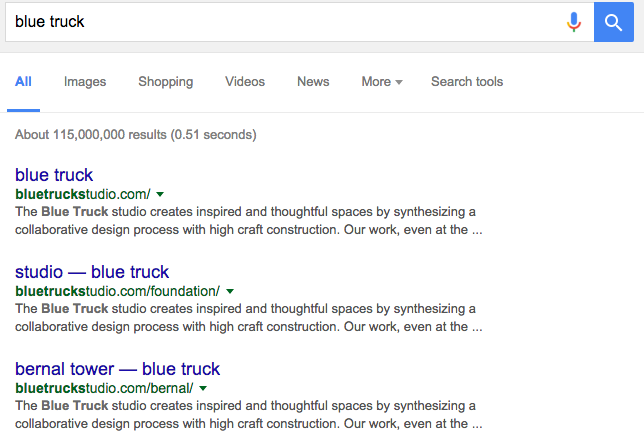 blue truck
All Images Shopping Videos News More Search tools
About 115,000,000 results (0.51 seconds)
blue truck
bluetruckstudio.com/
The Blue Truck studio creates inspired and thoughtful spaces by synthesizing a
collaborative design process with high craft construction. Our work, even at the ...
studio — blue truck
bluetruckstudio.com/foundation/
The Blue Truck studio creates inspired and thoughtful spaces by synthesizing a
collaborative design process with high craft construction. Our work, even at the ...
bernal tower — blue truck
bluetruckstudio.com/bernal/
The Blue Truck studio creates inspired and thoughtful spaces by synthesizing a
collaborative design process with high craft construction. Our work, even at the ...